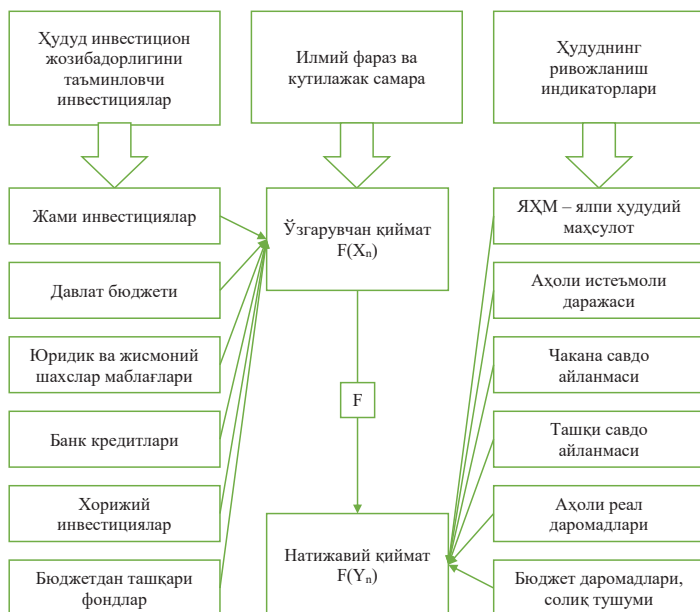 Ҳудуд инвестицион
жозибадорлигини
таъминловчи
инвестициялар
Илмий фараз ва
кутилажак самара
Ҳудуднинг
ривожланиш
индикаторлари
Жами инвестициялар
Давлат бюджети
Юридик ва жисмоний
шахслар маблағлари
Банк кредитлари
Хорижий
инвестициялар
Бюджетдан ташқари
фондлар
Ўзгарувчан қиймат
F(Xₙ)
F
Натижавий қиймат
F(Yₙ)
ЯҲМ – ялпи ҳудудий
маҳсулот
Аҳоли истеъмоли
даражаси
Чакана савдо
айланмаси
Ташқи савдо
айланмаси
Аҳоли реал
даромадлари
Бюджет даромадлари,
солиқ тушуми